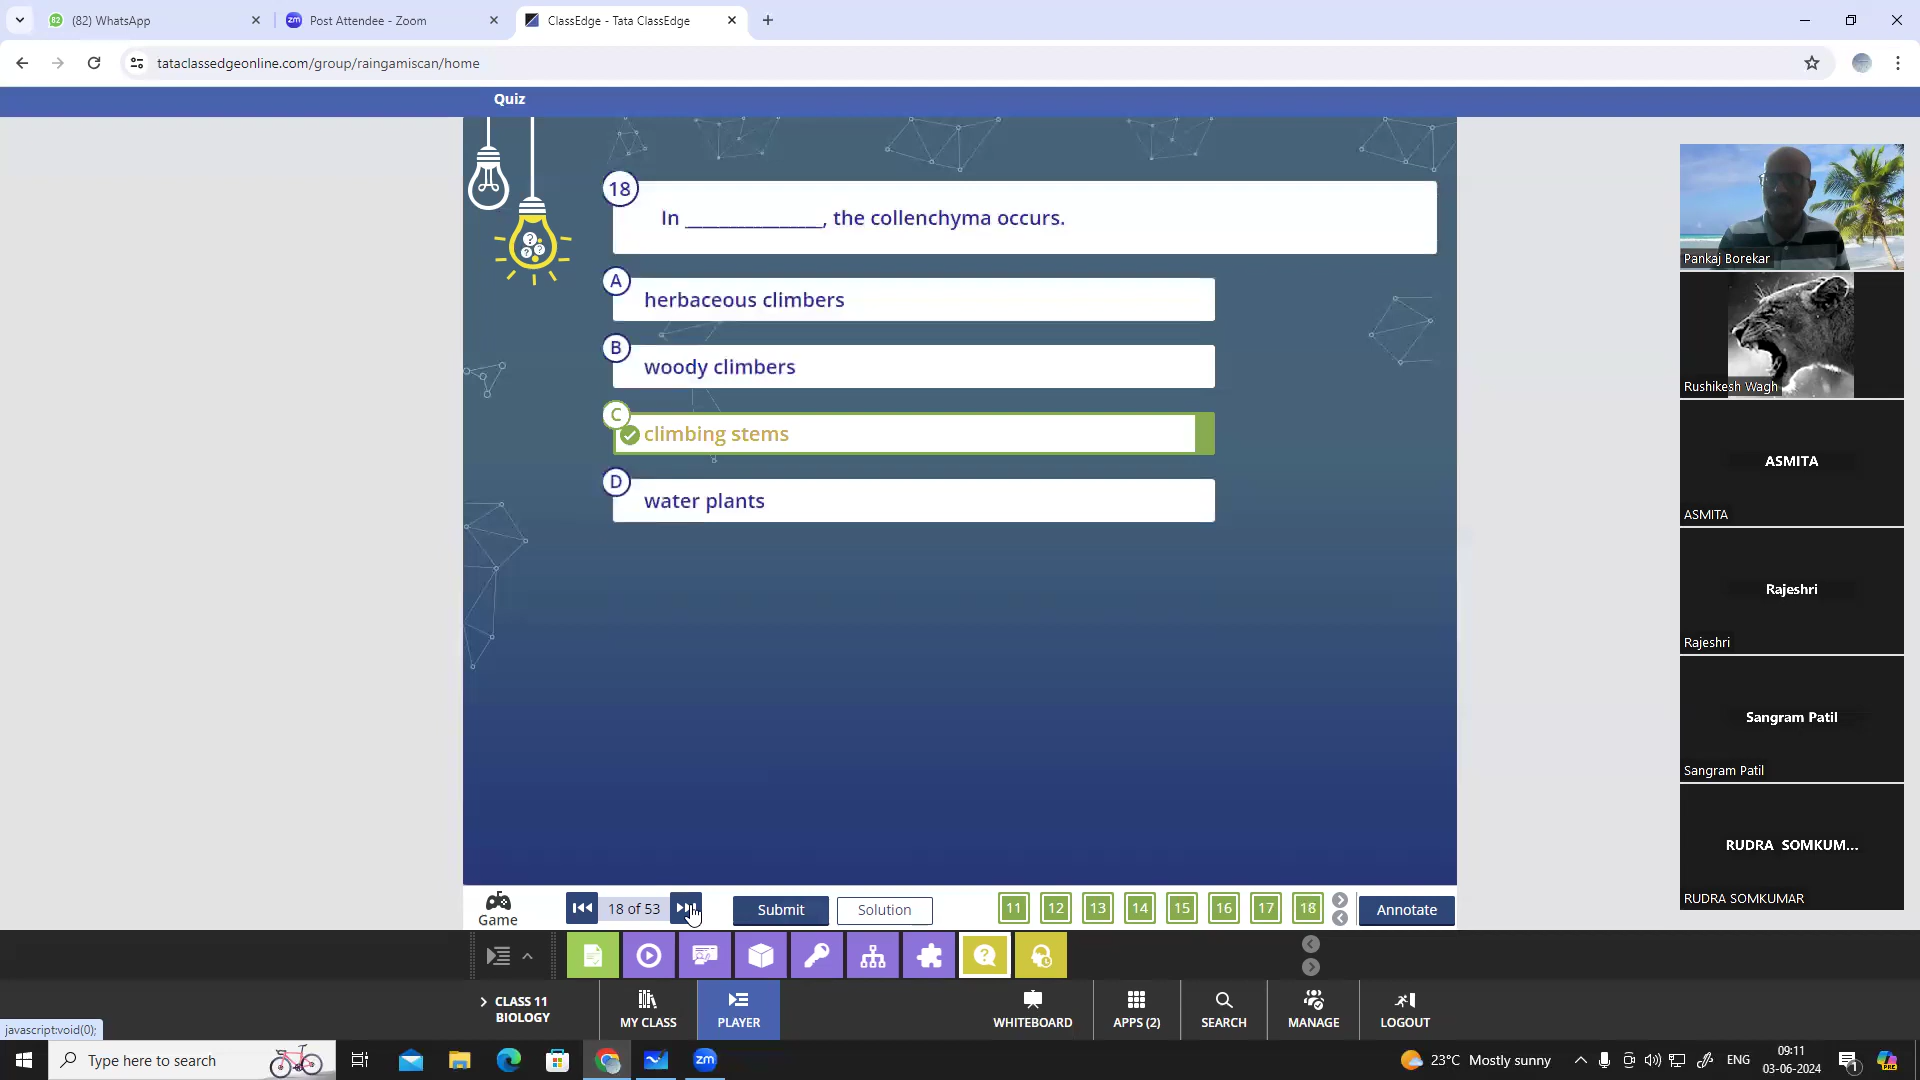 (82) WhatsApp
Post Attendee - Zoom
ClassEdge - Tata ClassEdge
tataclassedgeonline.com/group/raingamiscan/home
Quiz
18
In _______________, the collenchyma occurs.
A
herbaceous climbers
B
woody climbers
C
climbing stems
D
water plants
Pankaj Borekar
Rushikesh Wagh
ASMITA
ASMITA
Rajeshri
Rajeshri
Sangram Patil
Sangram Patil
RUDRA SOMKUM...
RUDRA SOMKUMAR
Game
18 of 53
Submit
Solution
11 12 13 14 15 16 17 18
Annotate
CLASS 11
BIOLOGY
MY CLASS
PLAYER
WHITEBOARD
APPS (2)
SEARCH
MANAGE
LOGOUT
javascript:void(0);
Type here to search
23°C Mostly sunny
ENG
09:11
03-06-2024